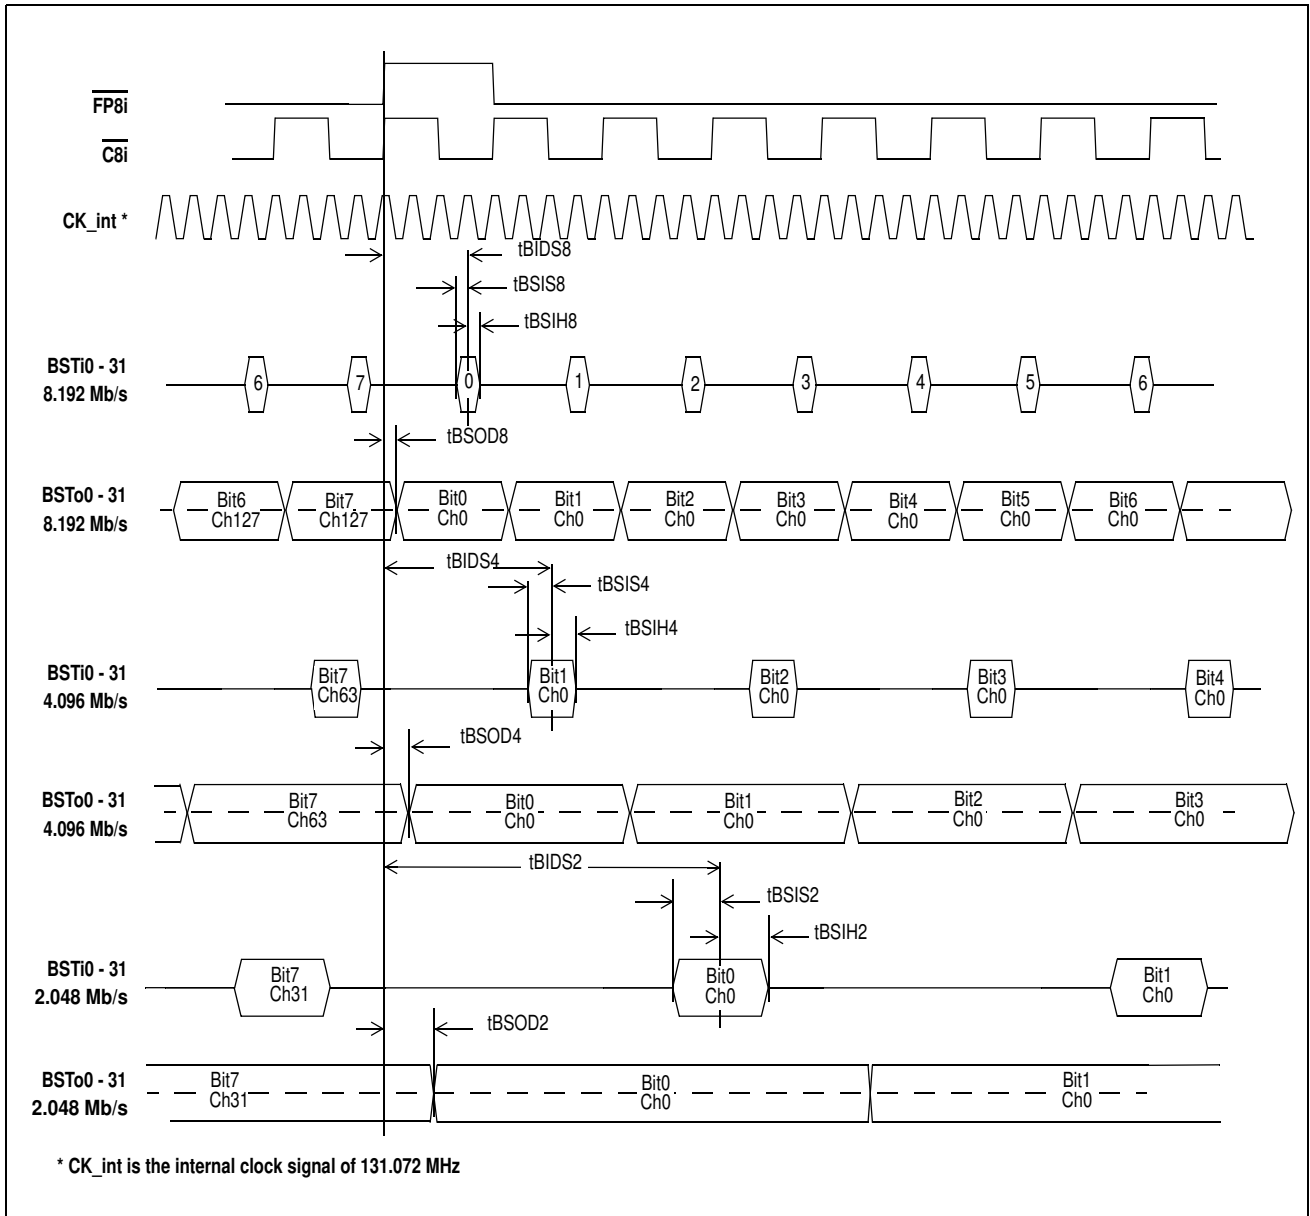 FP8i
C8i
CK_int *
tBIDS8
tBSIS8
tBSIH8
BSTi0 - 31
8.192 Mb/s
6
7
0
1
2
3
4
5
6
tBSOD8
BSTo0 - 31
8.192 Mb/s
Bit6
Ch127
Bit7
Ch127
Bit0
Ch0
Bit1
Ch0
Bit2
Ch0
Bit3
Ch0
Bit4
Ch0
Bit5
Ch0
Bit6
Ch0
tBIDS4
tBSIS4
tBSIH4
BSTi0 - 31
4.096 Mb/s
Bit7
Ch63
Bit1
Ch0
Bit2
Ch0
Bit3
Ch0
Bit4
Ch0
tBSOD4
BSTo0 - 31
4.096 Mb/s
Bit7
Ch63
Bit0
Ch0
Bit1
Ch0
Bit2
Ch0
Bit3
Ch0
tBIDS2
tBSIS2
tBSIH2
BSTi0 - 31
2.048 Mb/s
Bit7
Ch31
Bit0
Ch0
Bit1
Ch0
tBSOD2
BSTo0 - 31
2.048 Mb/s
Bit7
Ch31
Bit0
Ch0
Bit1
Ch0
* CK_int is the internal clock signal of 131.072 MHz